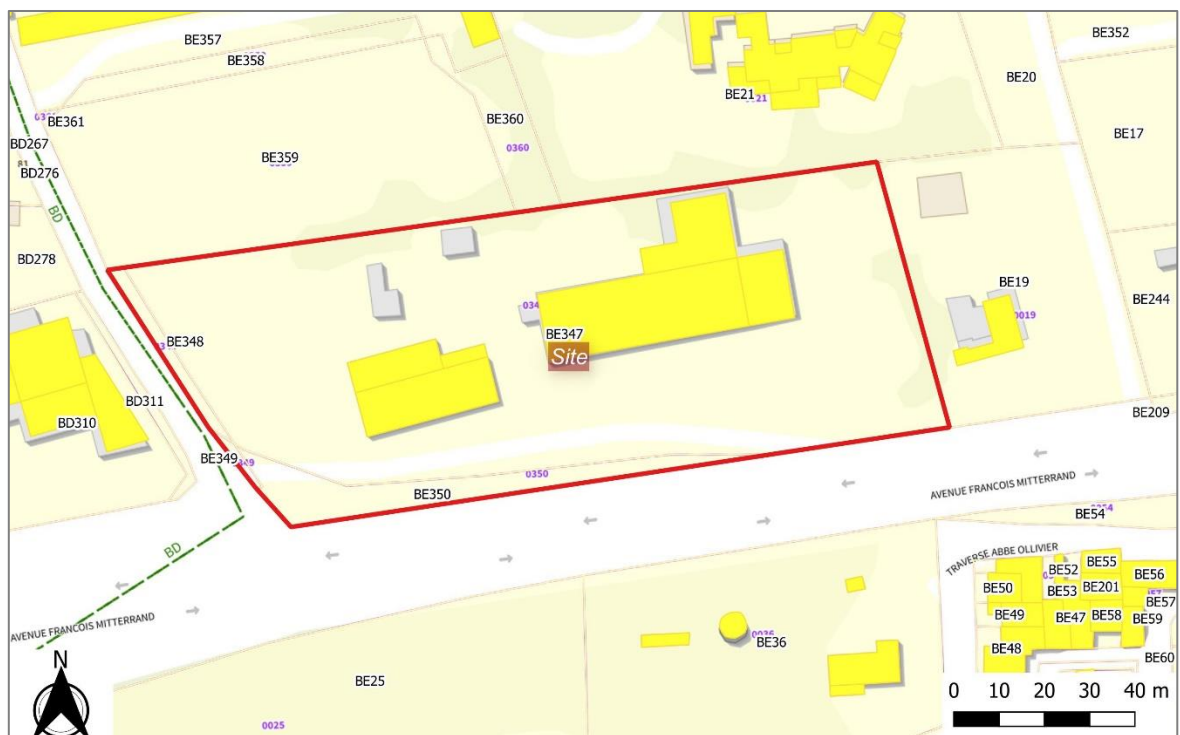 BE357
BE358
BE352
BE20
BE21
BE17
BE361
BE360
0360
BD267
BE359
81
BD276
BD
BD278
BE19
0019
BE244
BE347
Site
BE348
BD311
BD310
BE209
BE349
0350
BE350
AVENUE FRANCOIS MITTERRAND
BE54
BD
TRAVERSE ABBE OLLIVIER
BE55
BE52
BE56
BE50
BE53
BE201
BE57
BE49
BE47
BE58
BE59
BE48
BE60
AVENUE FRANCOIS MITTERRAND
0036
BE36
BE25
0025
N
0 10 20 30 40 m